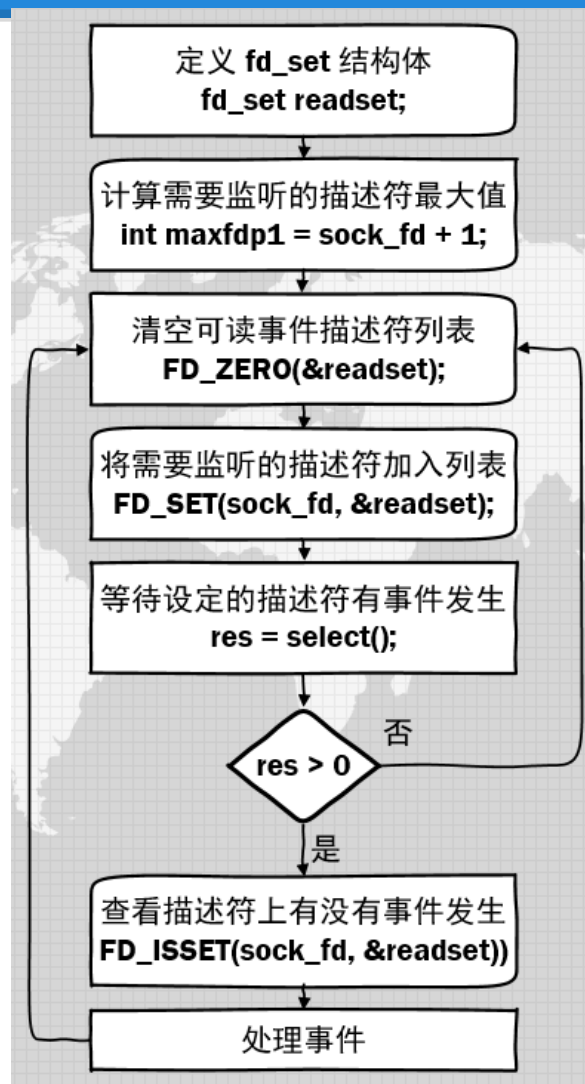 定义 fd_set 结构体
fd_set readset;
计算需要监听的描述符最大值
int maxfdp1 = sock_fd + 1;
清空可读事件描述符列表
FD_ZERO(&readset);
将需要监听的描述符加入列表
FD_SET(sock_fd, &readset);
等待设定的描述符有事件发生
res = select();
否
res > 0
是
查看描述符上有没有事件发生
FD_ISSET(sock_fd, &readset))
处理事件